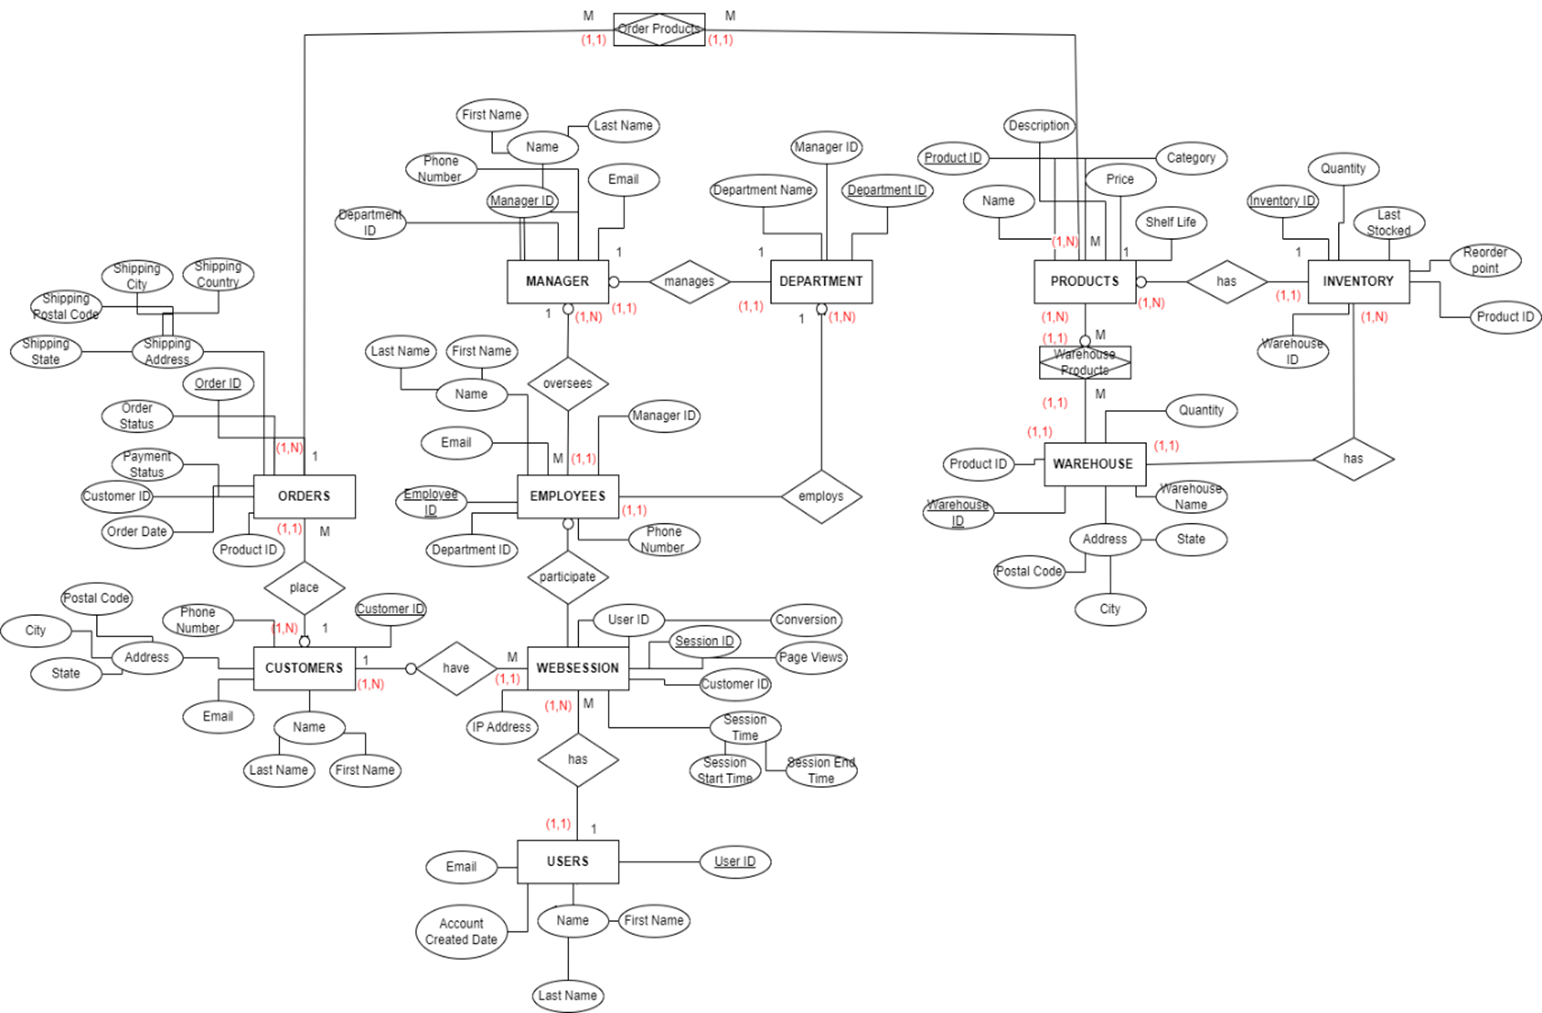 M
M
Order Products
(1,1)
(1,1)
First Name
Last Name
Name
Phone
Number
Email
Manager ID
Department
ID
1
MANAGER
(1,1)
1
(1,N)
manages
Manager ID
Department Name
Department ID
1
DEPARTMENT
(1,1)
1
(1,N)
Description
Product ID
Category
Price
Name
Shelf Life
(1,N)
M
1
PRODUCTS
(1,N)
(1,N)
has
Quantity
Inventory ID
Last
Stocked
Reorder
point
1
INVENTORY
(1,1)
(1,N)
Product ID
Warehouse
ID
(1,1)
M
Warehouse
Products
(1,1)
M
(1,1)
(1,1)
Quantity
Product ID
WAREHOUSE
has
Warehouse
ID
Warehouse
Name
Address
State
Postal Code
City
Shipping
City
Shipping
Country
Shipping
Postal Code
Shipping
State
Shipping
Address
Order ID
Order
Status
(1,N)
1
Payment
Status
Customer ID
ORDERS
Order Date
Product ID
(1,1)
M
place
Last Name
First Name
Name
oversees
Manager ID
Email
M
(1,1)
Employee
ID
EMPLOYEES
(1,1)
employs
Department ID
Phone
Number
participate
Postal Code
City
State
Address
Phone
Number
Customer ID
(1,N)
1
CUSTOMERS
1
(1,N)
Email
Name
Last Name
First Name
have
M
(1,1)
User ID
Conversion
Session ID
Page Views
WEBSESSION
Customer ID
IP Address
(1,N)
M
Session
Time
Session
Start Time
Session End
Time
has
(1,1)
1
USERS
User ID
Email
Account
Created Date
Name
First Name
Last Name